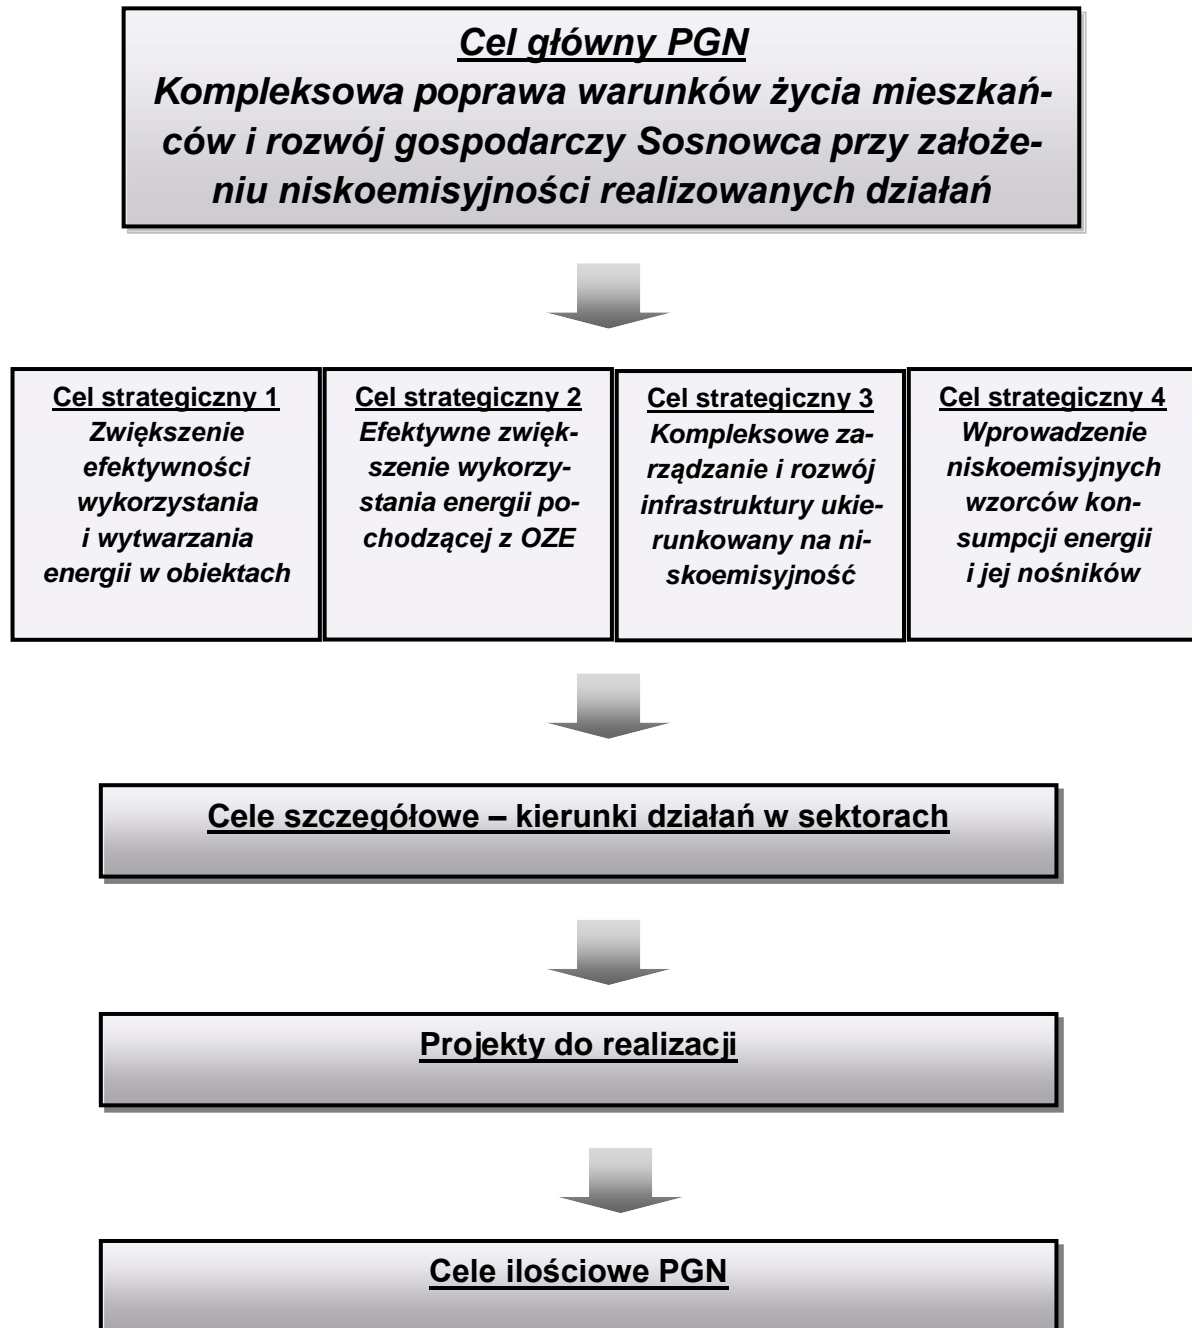 Cel główny PGN
Kompleksowa poprawa warunków życia mieszkań-
ców i rozwój gospodarczy Sosnowca przy założe-
niu niskoemisyjności realizowanych działań
Cel strategiczny 1
Zwiększenie
efektywności
wykorzystania
i wytwarzania
energii w obiektach
Cel strategiczny 2
Efektywne zwięk-
szenie wykorzy-
stania energii po-
chodzącej z OZE
Cel strategiczny 3
Kompleksowe za-
rządzanie i rozwój
infrastruktury ukie-
runkowany na ni-
skoemisyjność
Cel strategiczny 4
Wprowadzenie
niskoemisyjnych
wzorców kon-
sumpcji energii
i jej nośników
Cele szczegółowe – kierunki działań w sektorach
Projekty do realizacji
Cele ilościowe PGN